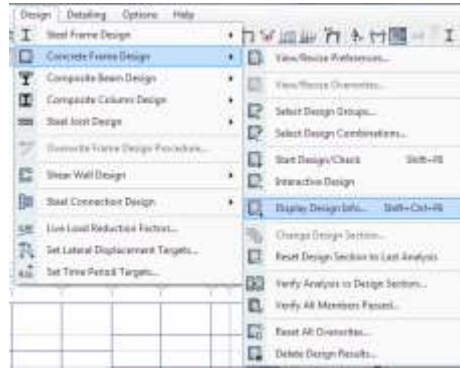 Design Detailing Options Help
Steel Frame Design
Concrete Frame Design
Composite Beam Design
Composite Column Design
Steel Joist Design
Overwrite Frame Design Procedure...
Shear Wall Design
Steel Connection Design
Live Load Reduction Factors...
Set Lateral Displacement Targets...
Set Time Period Targets...
View/Revise Preferences...
View/Revise Overwrites...
Select Design Groups...
Select Design Combinations...
Start Design/Check Shift+F6
Interactive Design
Display Design Info... Shift+Ctrl+F6
Change Design Section...
Reset Design Section to Last Analysis
Verify Analysis vs Design Section...
Verify All Members Passed...
Reset All Overwrites...
Delete Design Results...